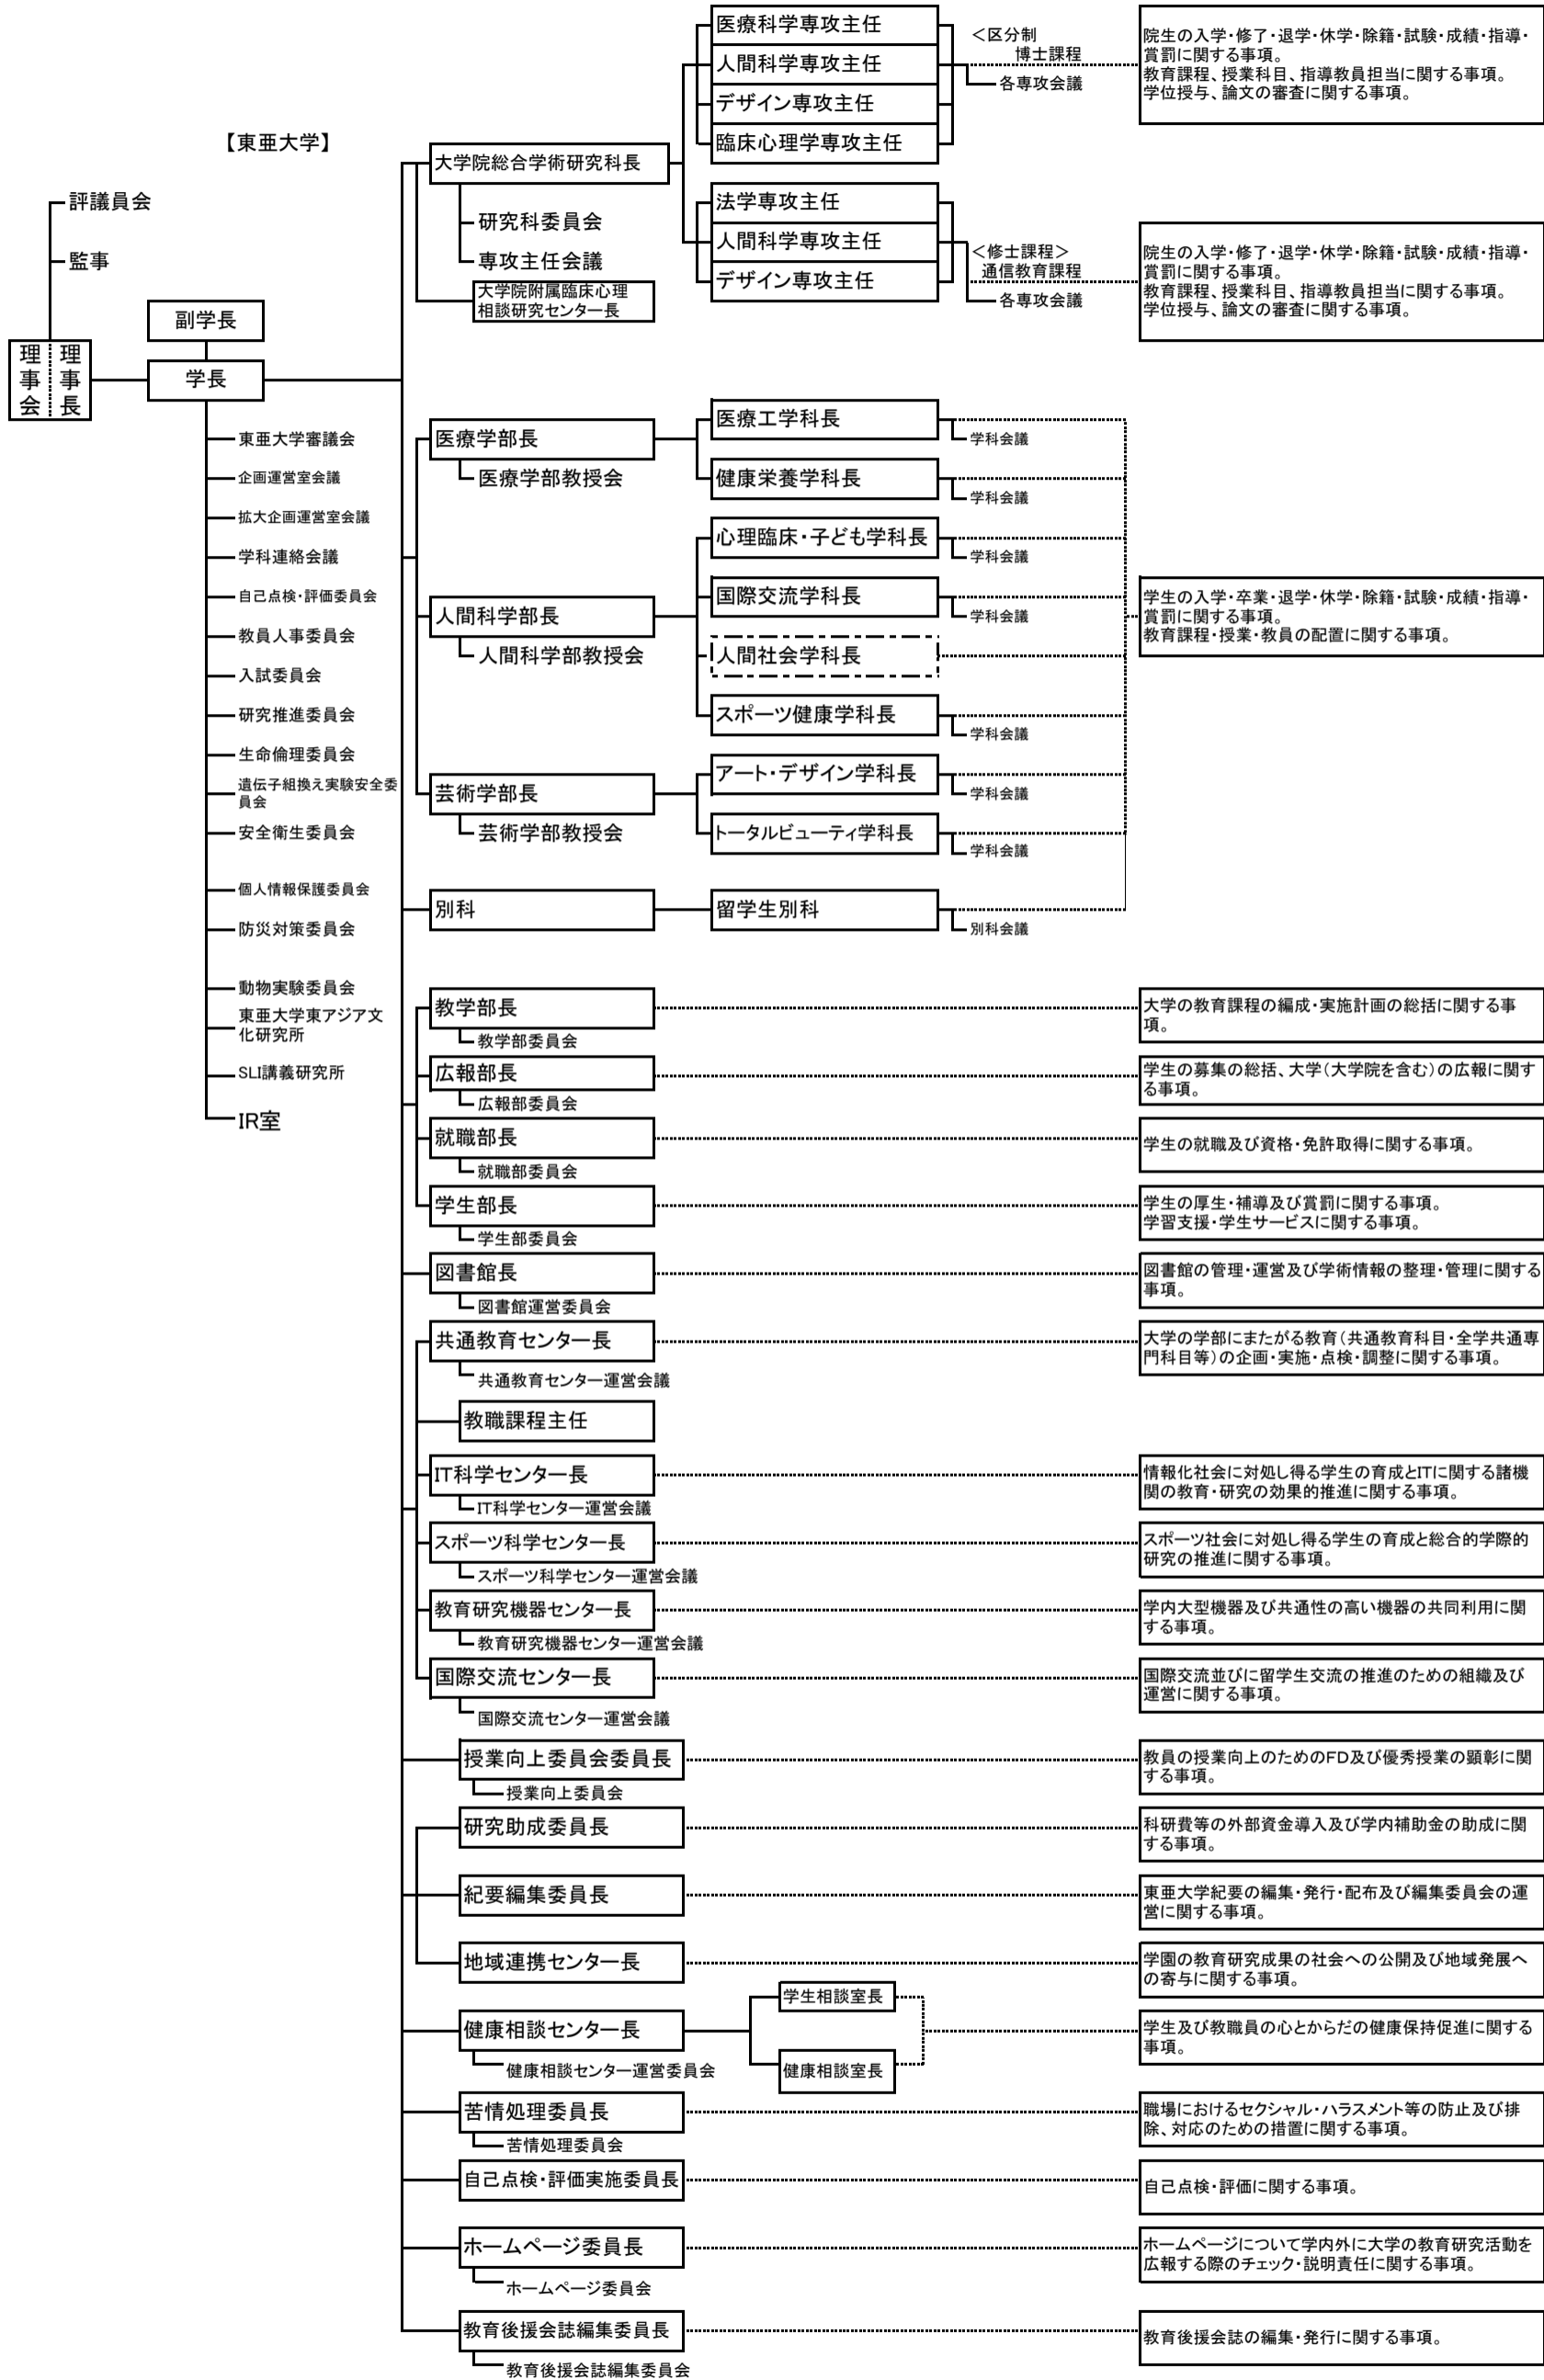 【東亜大学】
評議員会
監事
理事会
理事長
副学長
学長
東亜大学審議会
企画運営室会議
拡大企画運営室会議
学科連絡会議
自己点検・評価委員会
教員人事委員会
入試委員会
研究推進委員会
生命倫理委員会
遺伝子組換え実験安全委
員会
安全衛生委員会
個人情報保護委員会
防災対策委員会
動物実験委員会
東亜大学東アジア文
化研究所
SLI講義研究所
IR室
大学院総合学術研究科長
研究科委員会
専攻主任会議
大学院附属臨床心理
相談研究センター長
医療科学専攻主任
人間科学専攻主任
デザイン専攻主任
臨床心理学専攻主任
＜区分制
博士課程
各専攻会議
院生の入学・修了・退学・休学・除籍・試験・成績・指導・
賞罰に関する事項。
教育課程、授業科目、指導教員担当に関する事項。
学位授与、論文の審査に関する事項。
法学専攻主任
人間科学専攻主任
デザイン専攻主任
＜修士課程＞
通信教育課程
各専攻会議
院生の入学・修了・退学・休学・除籍・試験・成績・指導・
賞罰に関する事項。
教育課程、授業科目、指導教員担当に関する事項。
学位授与、論文の審査に関する事項。
医療学部長
医療学部教授会
医療工学科長
学科会議
健康栄養学科長
学科会議
人間科学部長
人間科学部教授会
心理臨床・子ども学科長
学科会議
国際交流学科長
学科会議
人間社会学科長
スポーツ健康学科長
学科会議
学生の入学・卒業・退学・休学・除籍・試験・成績・指導・
賞罰に関する事項。
教育課程・授業・教員の配置に関する事項。
芸術学部長
芸術学部教授会
アート・デザイン学科長
学科会議
トータルビューティ学科長
学科会議
別科
留学生別科
別科会議
教学部長
教学部委員会
大学の教育課程の編成・実施計画の総括に関する事
項。
広報部長
広報部委員会
学生の募集の総括、大学（大学院を含む）の広報に関す
る事項。
就職部長
就職部委員会
学生の就職及び資格・免許取得に関する事項。
学生部長
学生部委員会
学生の厚生・補導及び賞罰に関する事項。
学習支援・学生サービスに関する事項。
図書館長
図書館運営委員会
図書館の管理・運営及び学術情報の整理・管理に関する
事項。
共通教育センター長
共通教育センター運営会議
大学の学部にまたがる教育（共通教育科目・全学共通専
門科目等）の企画・実施・点検・調整に関する事項。
教職課程主任
IT科学センター長
IT科学センター運営会議
情報化社会に対処し得る学生の育成とITに関する諸機
関の教育・研究の効果的推進に関する事項。
スポーツ科学センター長
スポーツ科学センター運営会議
スポーツ社会に対処し得る学生の育成と総合的学際的
研究の推進に関する事項。
教育研究機器センター長
教育研究機器センター運営会議
学内大型機器及び共通性の高い機器の共同利用に関
する事項。
国際交流センター長
国際交流センター運営会議
国際交流並びに留学生交流の推進のための組織及び
運営に関する事項。
授業向上委員会委員長
授業向上委員会
教員の授業向上のためのFD及び優秀授業の顕彰に関
する事項。
研究助成委員長
科研費等の外部資金導入及び学内補助金の助成に関
する事項。
紀要編集委員長
東亜大学紀要の編集・発行・配布及び編集委員会の運
営に関する事項。
地域連携センター長
学園の教育研究成果の社会への公開及び地域発展へ
の寄与に関する事項。
健康相談センター長
健康相談センター運営委員会
学生相談室長
健康相談室長
学生及び教職員の心とからだの健康保持促進に関する
事項。
苦情処理委員長
苦情処理委員会
職場におけるセクシャル・ハラスメント等の防止及び排
除、対応のための措置に関する事項。
自己点検・評価実施委員長
自己点検・評価に関する事項。
ホームページ委員長
ホームページ委員会
ホームページについて学内外に大学の教育研究活動を
広報する際のチェック・説明責任に関する事項。
教育後援会誌編集委員長
教育後援会誌編集委員会
教育後援会誌の編集・発行に関する事項。